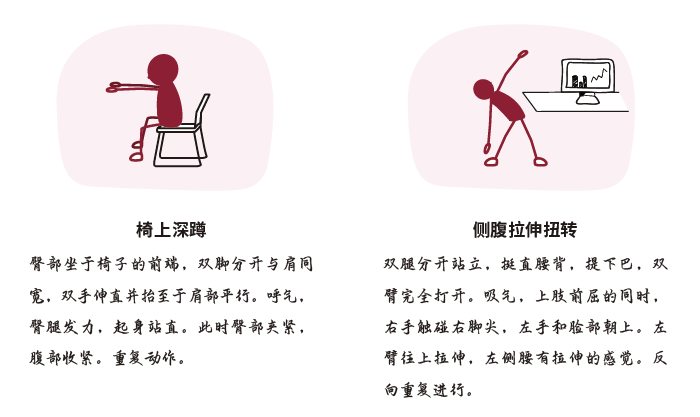 椅上深蹲
臀部坐于椅子的前端，双脚分开与肩同
宽，双手伸直并抬至于肩部平行。呼气，
臀腿发力，起身站直。此时臀部夹紧，
腹部收紧。重复动作。
侧腹拉伸扭转
双腿分开站立，挺直腰背，提下巴，双
臂完全打开。吸气，上肢前屈的同时，
右手触碰右脚尖，左手和脸部朝上。左
臂往上拉伸，左侧腰有拉伸的感觉。反
向重复进行。